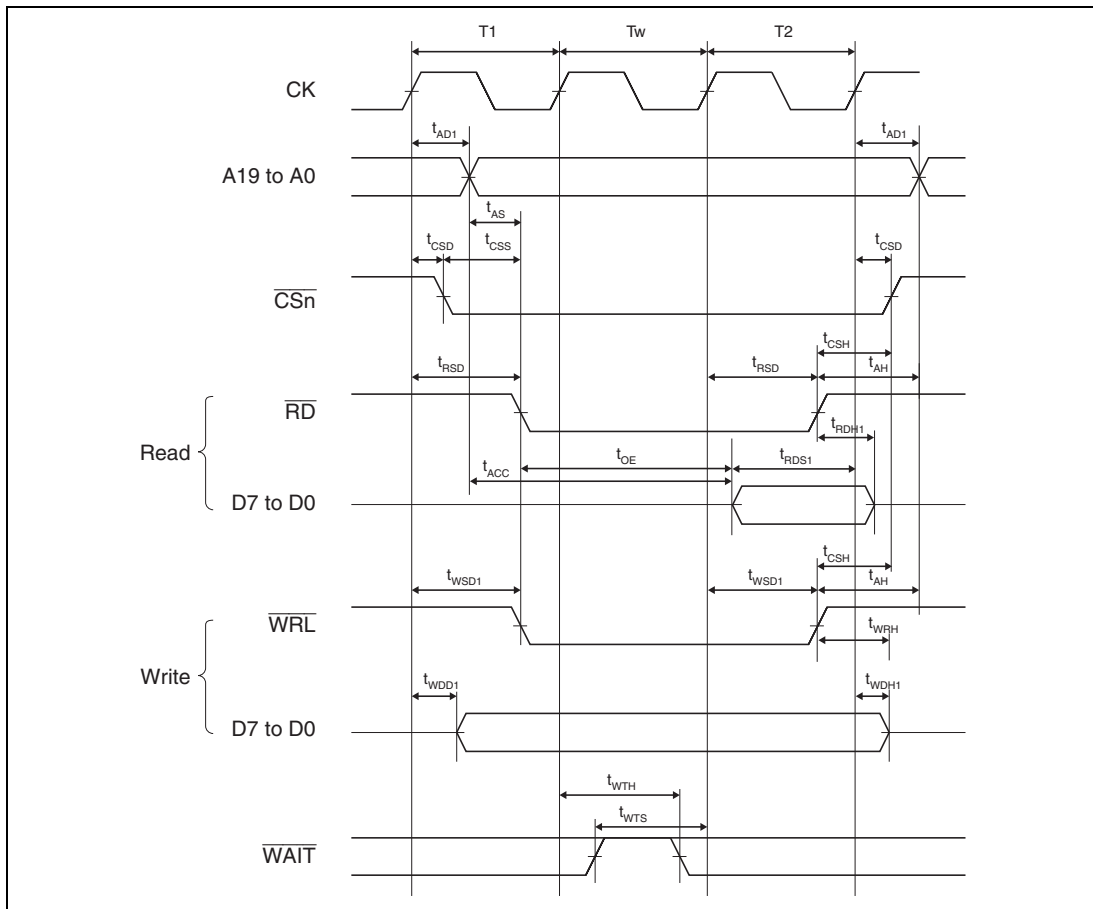 T1 Tw T2
CK
tAD1 tAD1
A19 to A0
tAS
tCSD tCSS tCSD
CSn
tCSH
tRSD tRSD tAH
RD
tRDH1
Read
tOE tRDS1
tACC
D7 to D0
tCSH
tWSD1 tWSD1 tAH
WRL
tWRH
Write
tWDD1 tWDH1
D7 to D0
tWTH
tWTS
WAIT